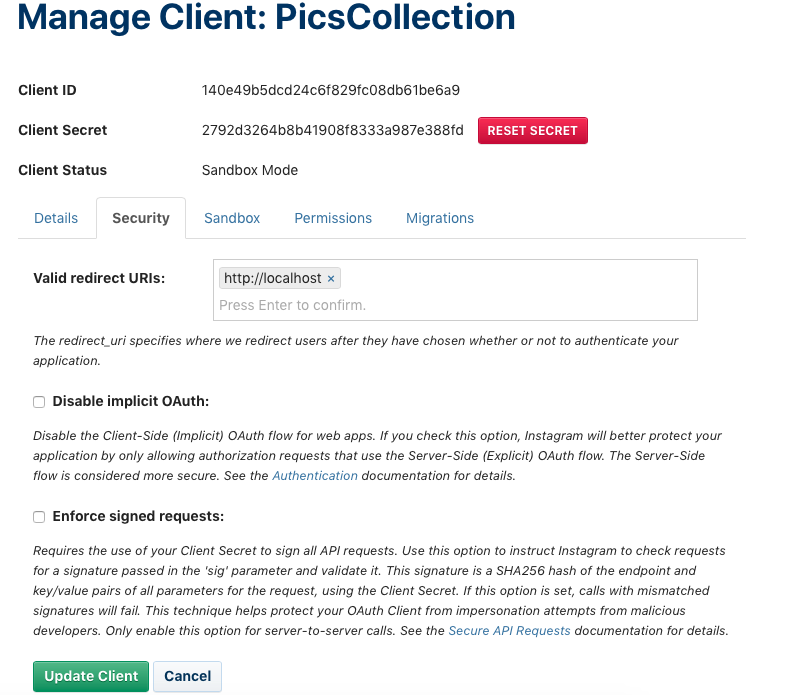 Manage Client: PicsCollection
Client ID 140e49b5dcd24c6f829fc08db61be6a9
Client Secret 2792d3264b8b41908f8333a987e388fd RESET SECRET
Client Status Sandbox Mode
Details Security Sandbox Permissions Migrations
Valid redirect URIs: http://localhost ×
Press Enter to confirm.
The redirect_uri specifies where we redirect users after they have chosen whether or not to authenticate your
application.
Disable implicit OAuth:
Disable the Client-Side (Implicit) OAuth flow for web apps. If you check this option, Instagram will better protect your
application by only allowing authorization requests that use the Server-Side (Explicit) OAuth flow. The Server-Side
flow is considered more secure. See the Authentication documentation for details.
Enforce signed requests:
Requires the use of your Client Secret to sign all API requests. Use this option to instruct Instagram to check requests
for a signature passed in the 'sig' parameter and validate it. This signature is a SHA256 hash of the endpoint and
key/value pairs of all parameters for the request, using the Client Secret. If this option is set, calls with mismatched
signatures will fail. This technique helps protect your OAuth Client from impersonation attempts from malicious
developers. Only enable this option for server-to-server calls. See the Secure API Requests documentation for details.
Update Client Cancel